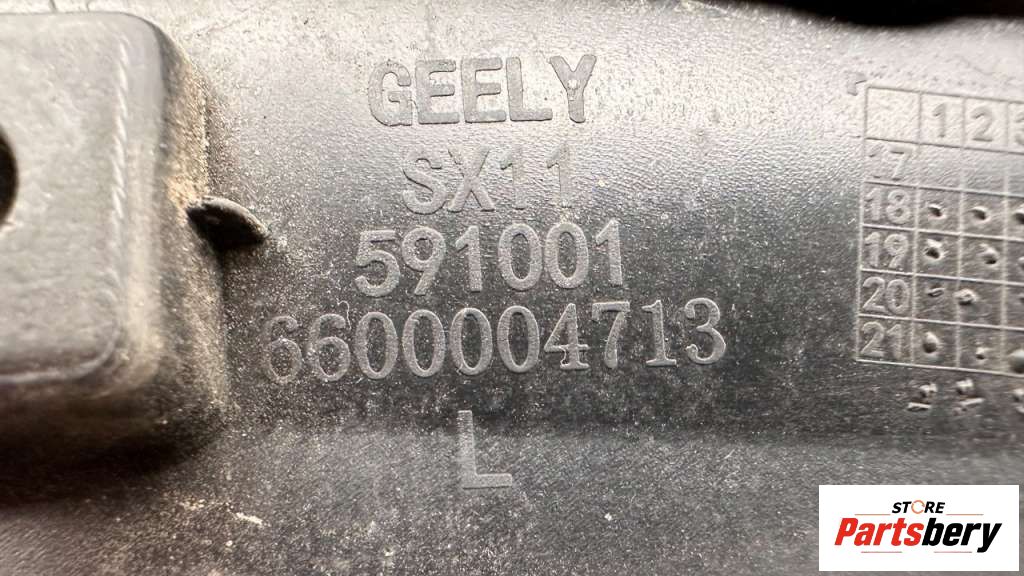 GEELY
SX11
591001
6600004713
L
1 2 3
17
18
19
20
21
STORE
Partsbery